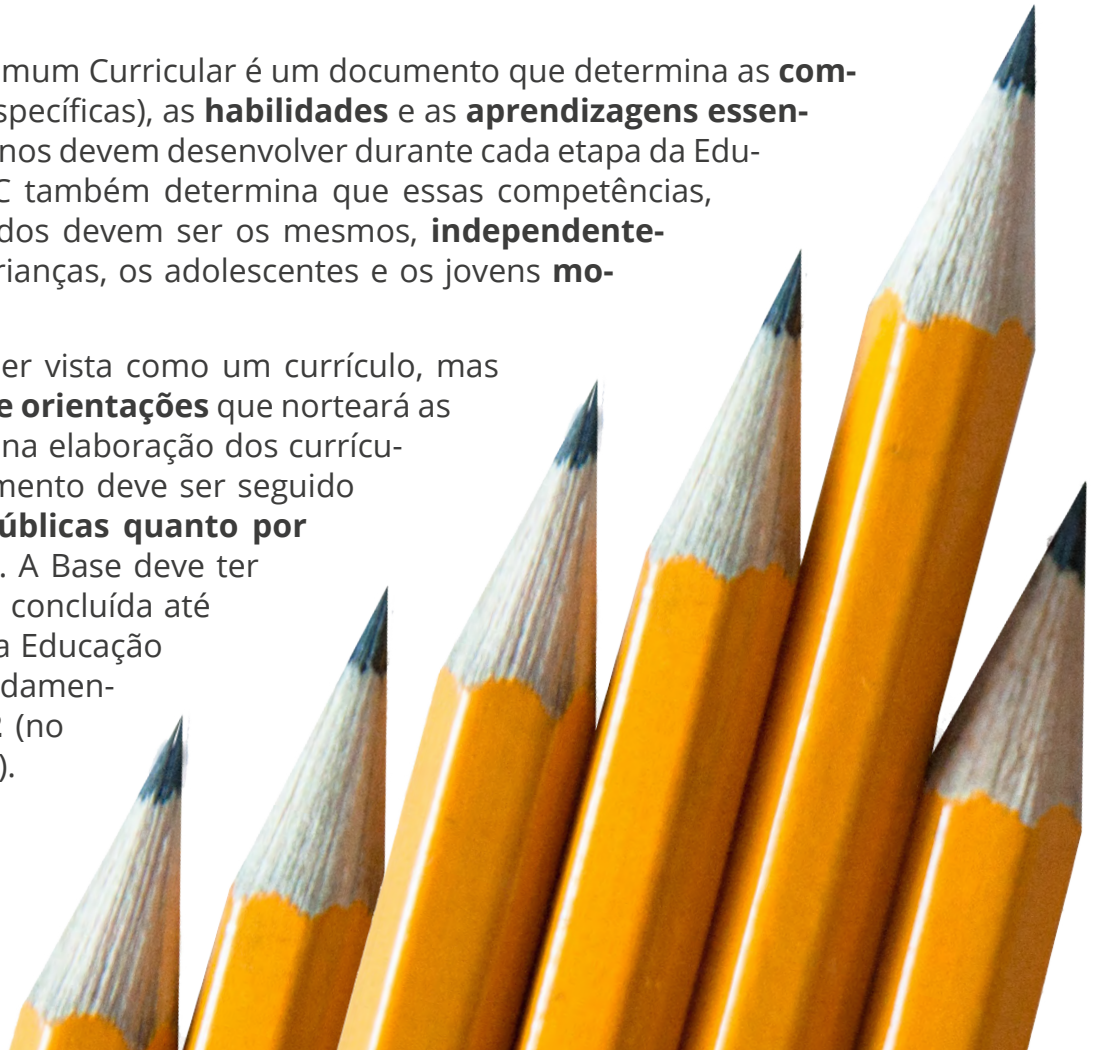 mum Curricular é um documento que determina as com-
specíficas), as habilidades e as aprendizagens essen-
nos devem desenvolver durante cada etapa da Edu-
C também determina que essas competências,
dos devem ser os mesmos, independente-
rianças, os adolescentes e os jovens mo-
er vista como um currículo, mas
e orientações que norteará as
na elaboração dos currícu-
mento deve ser seguido
úblicas quanto por
. A Base deve ter
concluída até
a Educação
damen-
(no
).